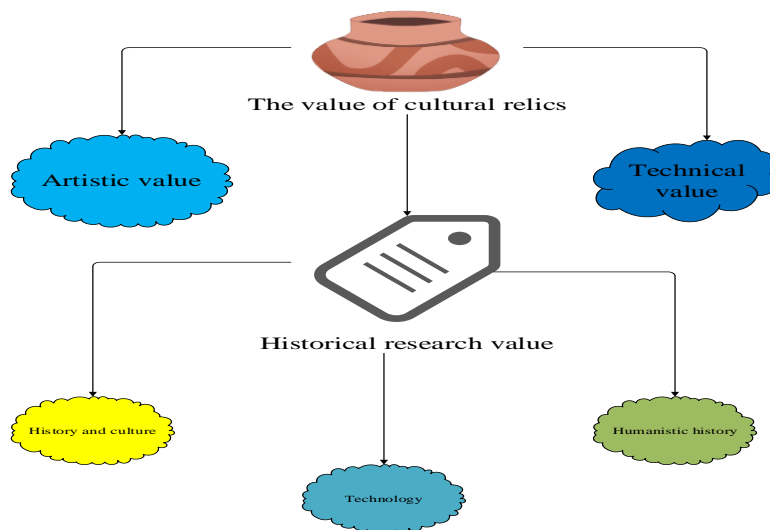 The value of cultural relics
Artistic value
Technical
value
Historical research value
History and culture
Humanistic history
Technology